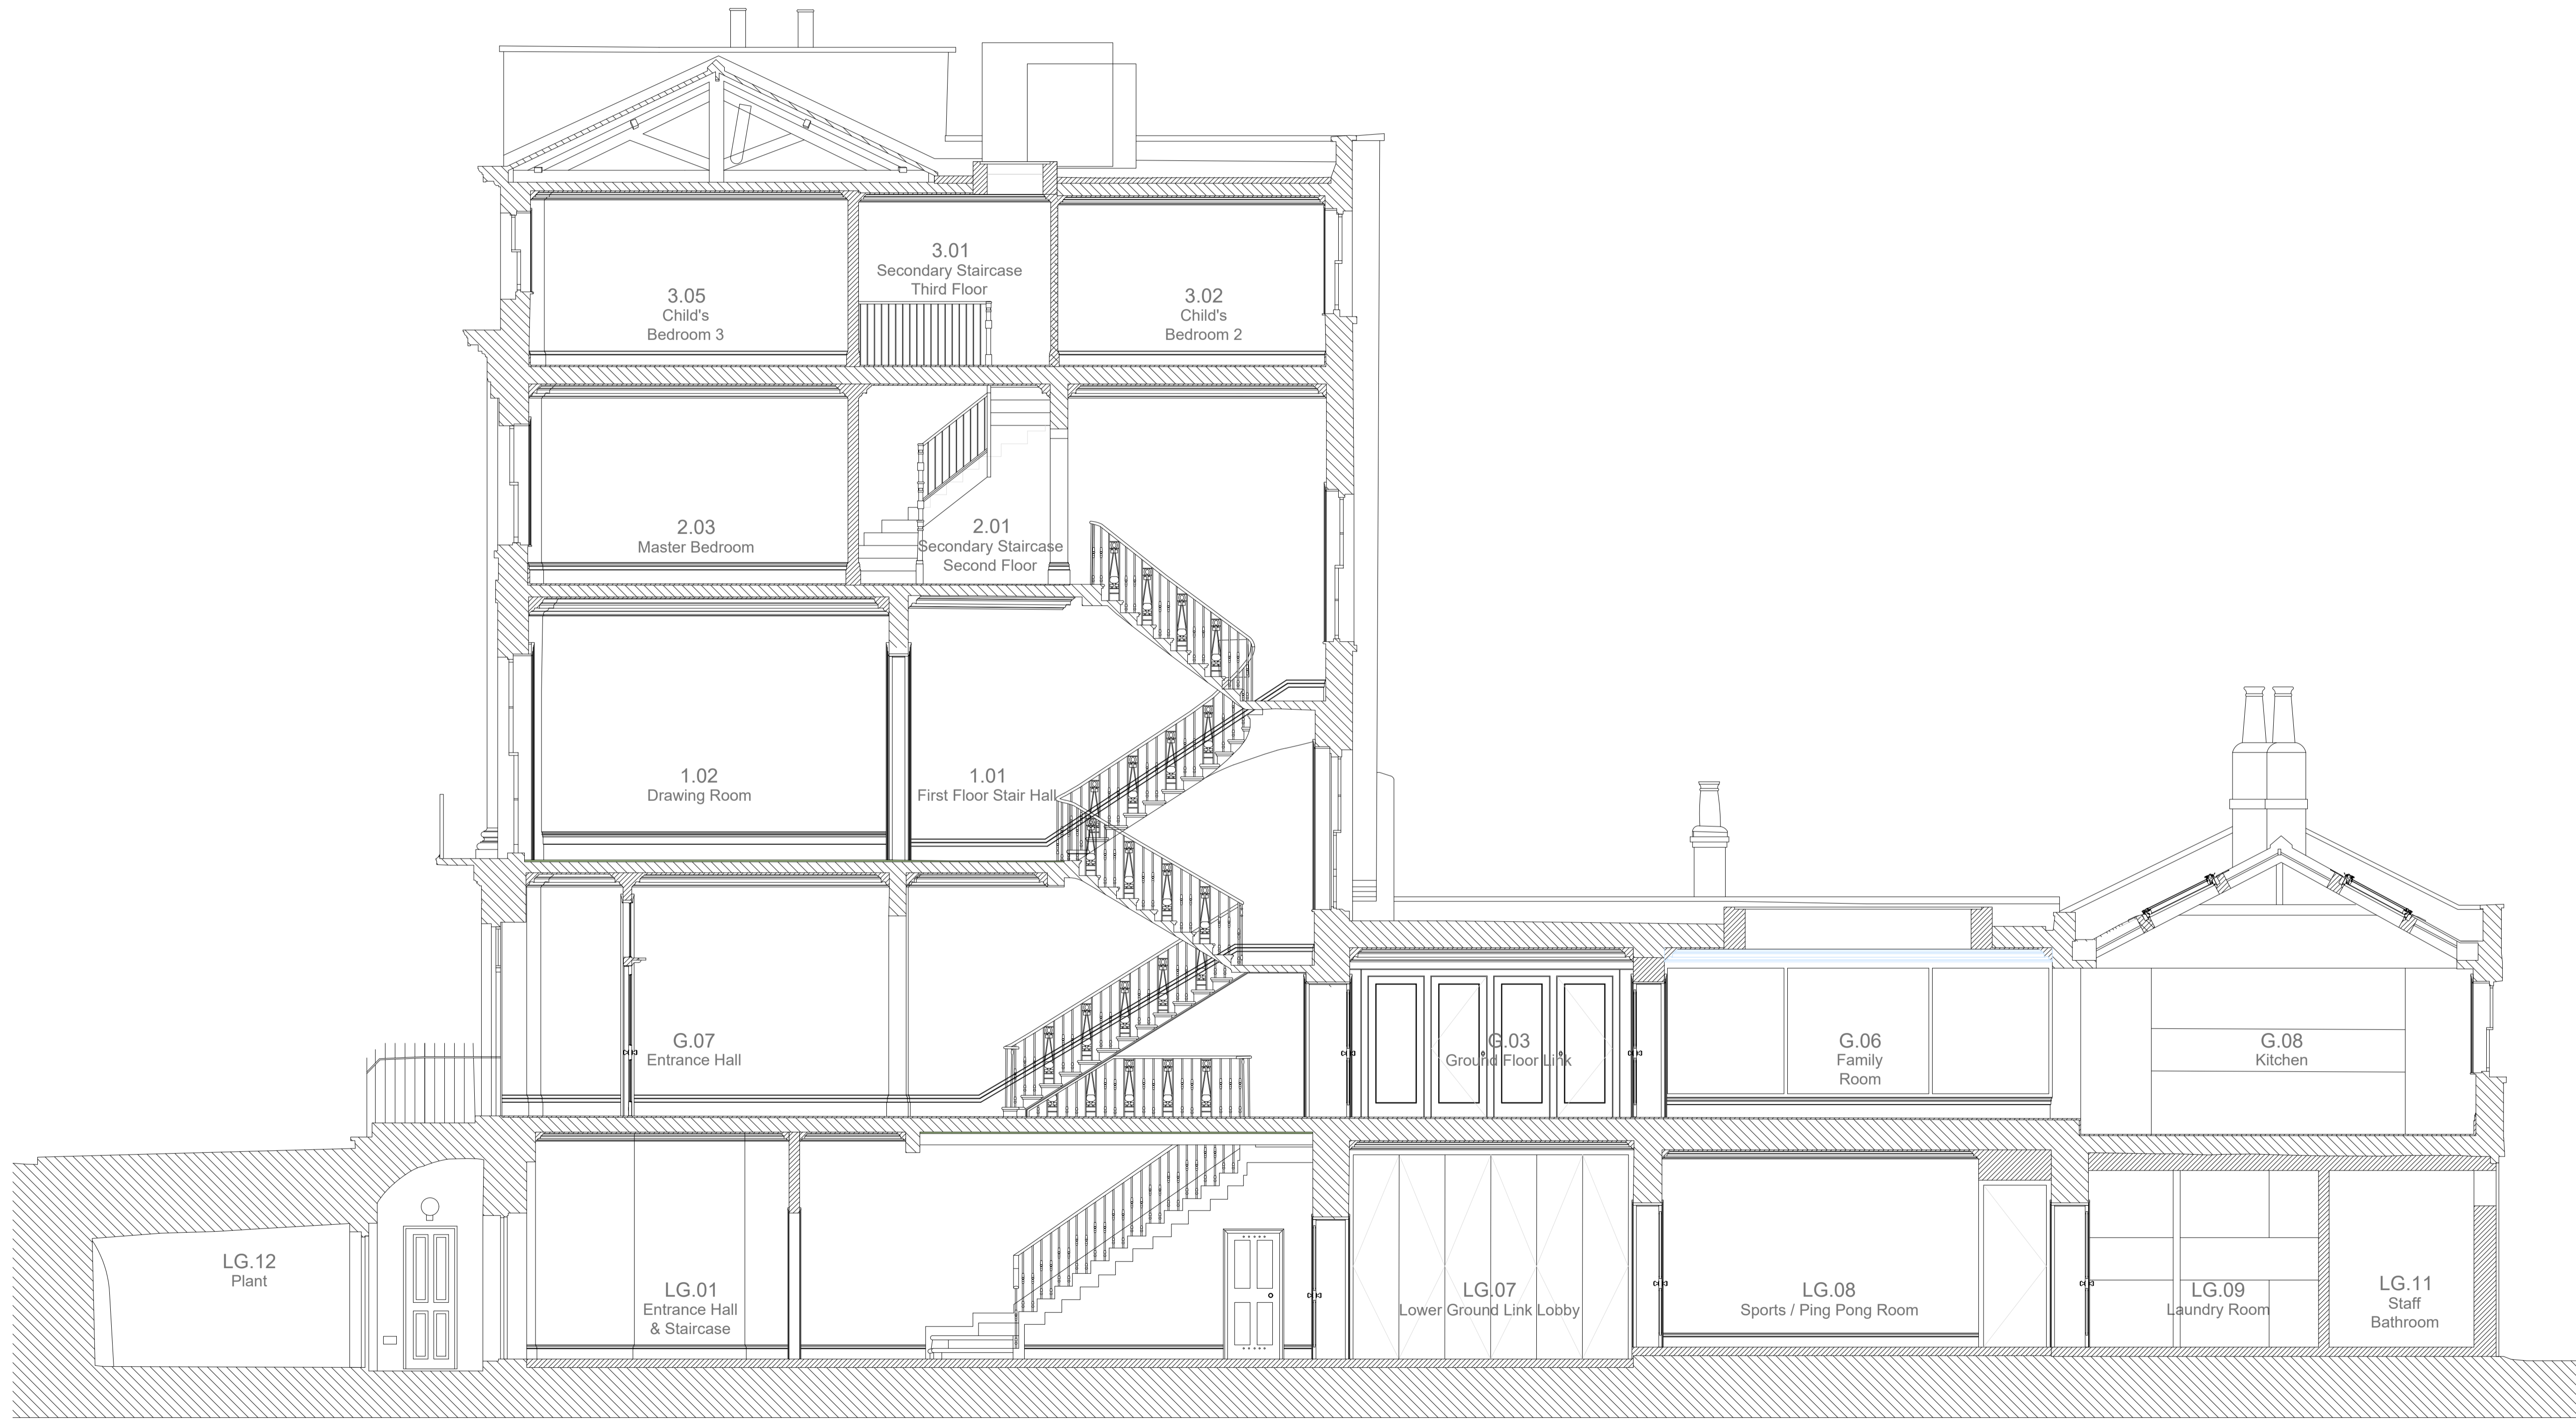 3.05
Child's
Bedroom 3
3.01
Secondary Staircase
Third Floor
3.02
Child's
Bedroom 2
2.03
Master Bedroom
2.01
Secondary Staircase
Second Floor
1.02
Drawing Room
1.01
First Floor Stair Hall
G.07
Entrance Hall
G.03
Ground Floor Link
G.06
Family
Room
G.08
Kitchen
LG.12
Plant
LG.01
Entrance Hall
& Staircase
LG.07
Lower Ground Link Lobby
LG.08
Sports / Ping Pong Room
LG.09
Laundry Room
LG.11
Staff
Bathroom